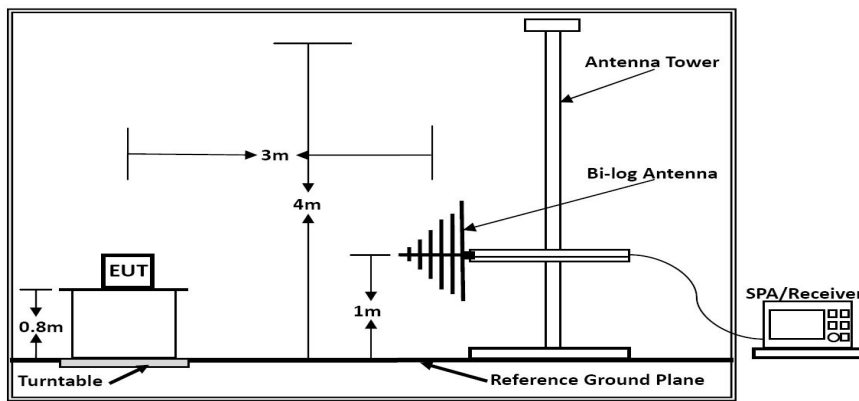 Antenna Tower
3m
Bi-log Antenna
4m
EUT
0.8m
1m
SPA/Receiver
Turntable
Reference Ground Plane